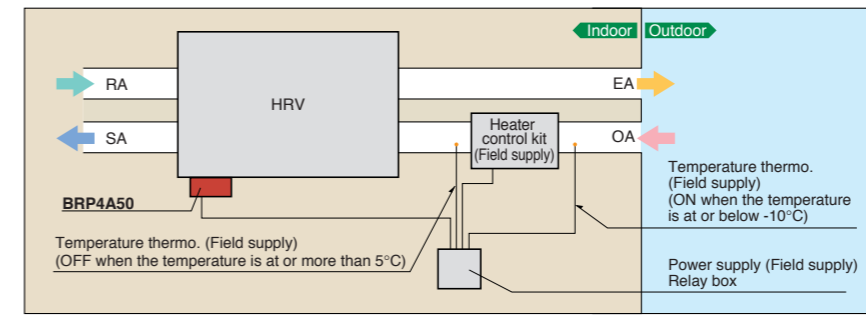 Indoor Outdoor
RA
HRV
EA
SA
Heater
control kit
(Field supply)
OA
BRP4A50
Temperature thermo. (Field supply)
(OFF when the temperature is at or more than 5°C)
Temperature thermo.
(Field supply)
(ON when the temperature
is at or below -10°C)
Power supply (Field supply)
Relay box